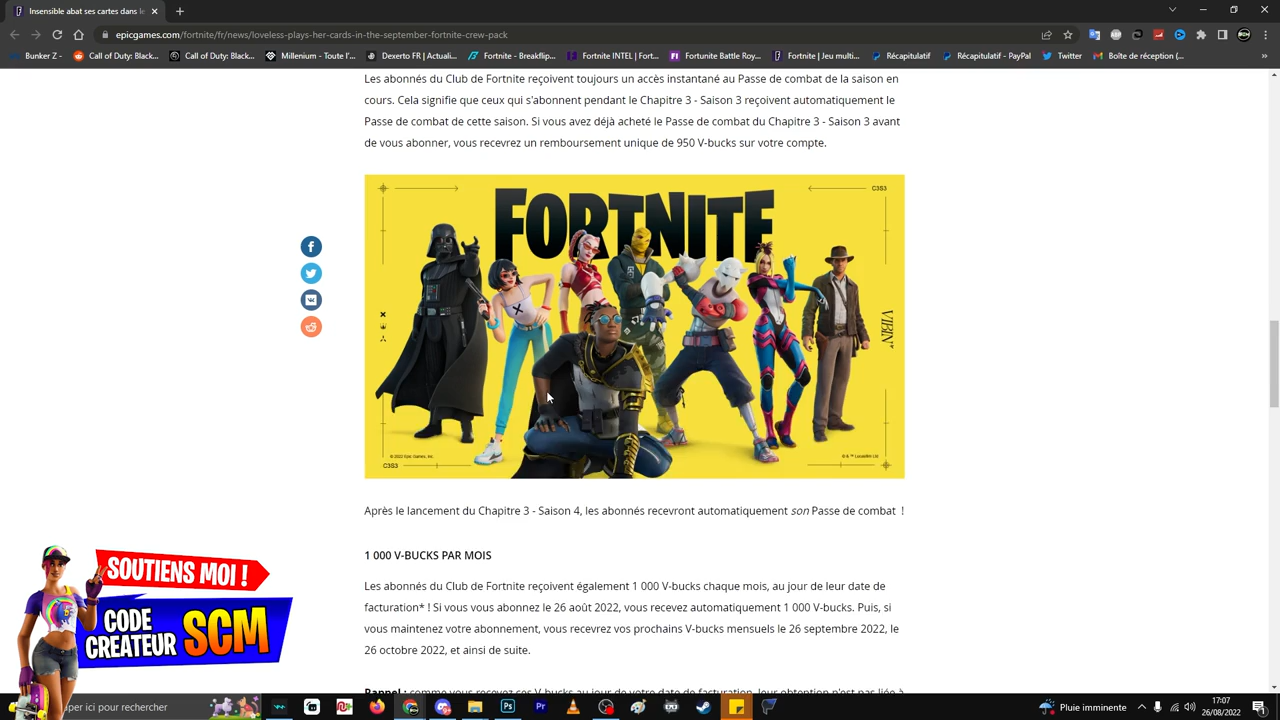 Insensible abat ses cartes dans le
epicgames.com/fortnite/fr/news/loveless-plays-her-cards-in-the-september-fortnite-crew-pack
Bunker Z -
Call of Duty: Black...
Call of Duty: Black...
Millenium - Toute l'...
Dexerto FR | Actuali...
Fortnite - Breakflip...
Fortnite INTEL | Fort...
Fortunite Battle Roy...
Fortnite | Jeu multi...
Récapitulatif
Récapitulatif - PayPal
Twitter
Boîte de réception (...
Les abonnés du Club de Fortnite reçoivent toujours un accès instantané au Passe de combat de la saison en
cours. Cela signifie que ceux qui s'abonnent pendant le Chapitre 3 - Saison 3 reçoivent automatiquement le
Passe de combat de cette saison. Si vous avez déjà acheté le Passe de combat du Chapitre 3 - Saison 3 avant
de vous abonner, vous recevrez un remboursement unique de 950 V-bucks sur votre compte.
FORTNITE
C3S3
VIBIN'
© 2022 Epic Games, Inc.
© & ™ Lucasfilm Ltd.
C3S3
Après le lancement du Chapitre 3 - Saison 4, les abonnés recevront automatiquement son Passe de combat !
1 000 V-BUCKS PAR MOIS
Les abonnés du Club de Fortnite reçoivent également 1 000 V-bucks chaque mois, au jour de leur date de
facturation* ! Si vous vous abonnez le 26 août 2022, vous recevez automatiquement 1 000 V-bucks. Puis, si
vous maintenez votre abonnement, vous recevrez vos prochains V-bucks mensuels le 26 septembre 2022, le
26 octobre 2022, et ainsi de suite.
Rappel : comme vous recevez ces V-bucks au jour de votre date de facturation, leur obtention n'est pas liée à
SOUTIENS MOI !
CODE
CREATEUR SCM
aper ici pour rechercher
Pluie imminente
17:07
26/08/2022